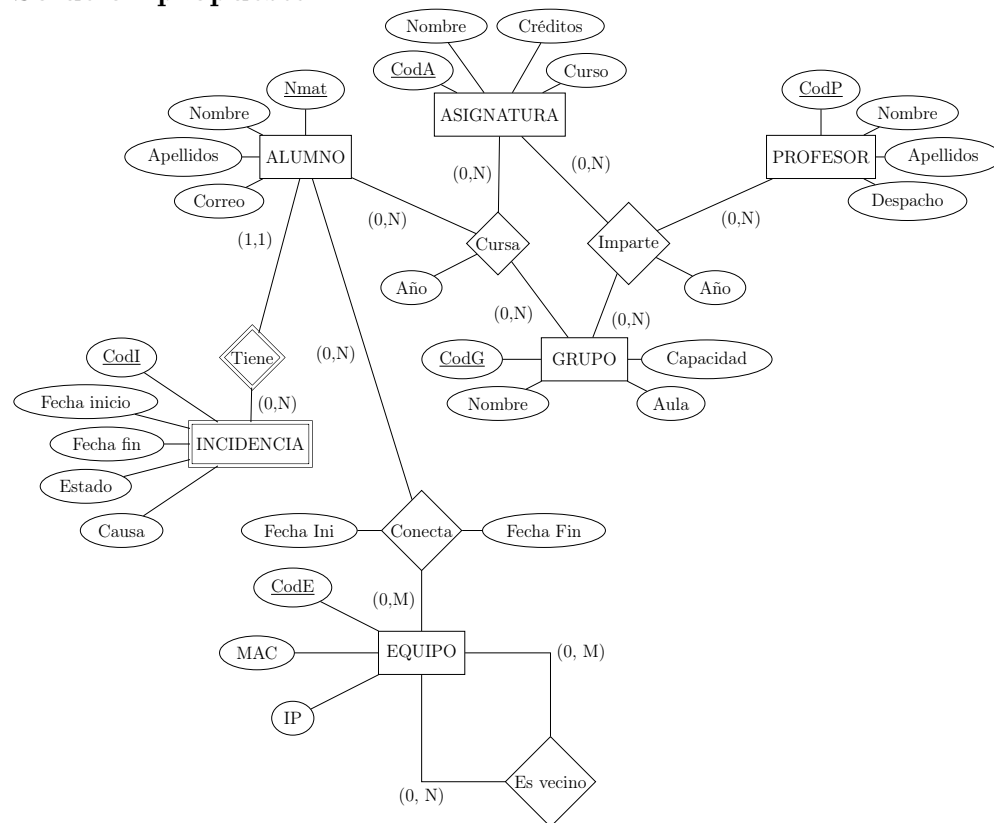 Nombre
Créditos
CodA
Curso
ASIGNATURA
Nmat
Nombre
Apellidos
ALUMNO
Correo
CodP
Nombre
PROFESOR
Apellidos
Despacho
(0,N)
(0,N)
(0,N)
(0,N)
(1,1)
Cursa
Imparte
Año
Año
(0,N)
(0,N)
CodG
GRUPO
Capacidad
Nombre
Aula
Tiene
(0,N)
CodI
(0,N)
Fecha inicio
Fecha fin
INCIDENCIA
Estado
Causa
Fecha Ini
Conecta
Fecha Fin
CodE
(0,M)
MAC
EQUIPO
(0, M)
IP
(0, N)
Es vecino